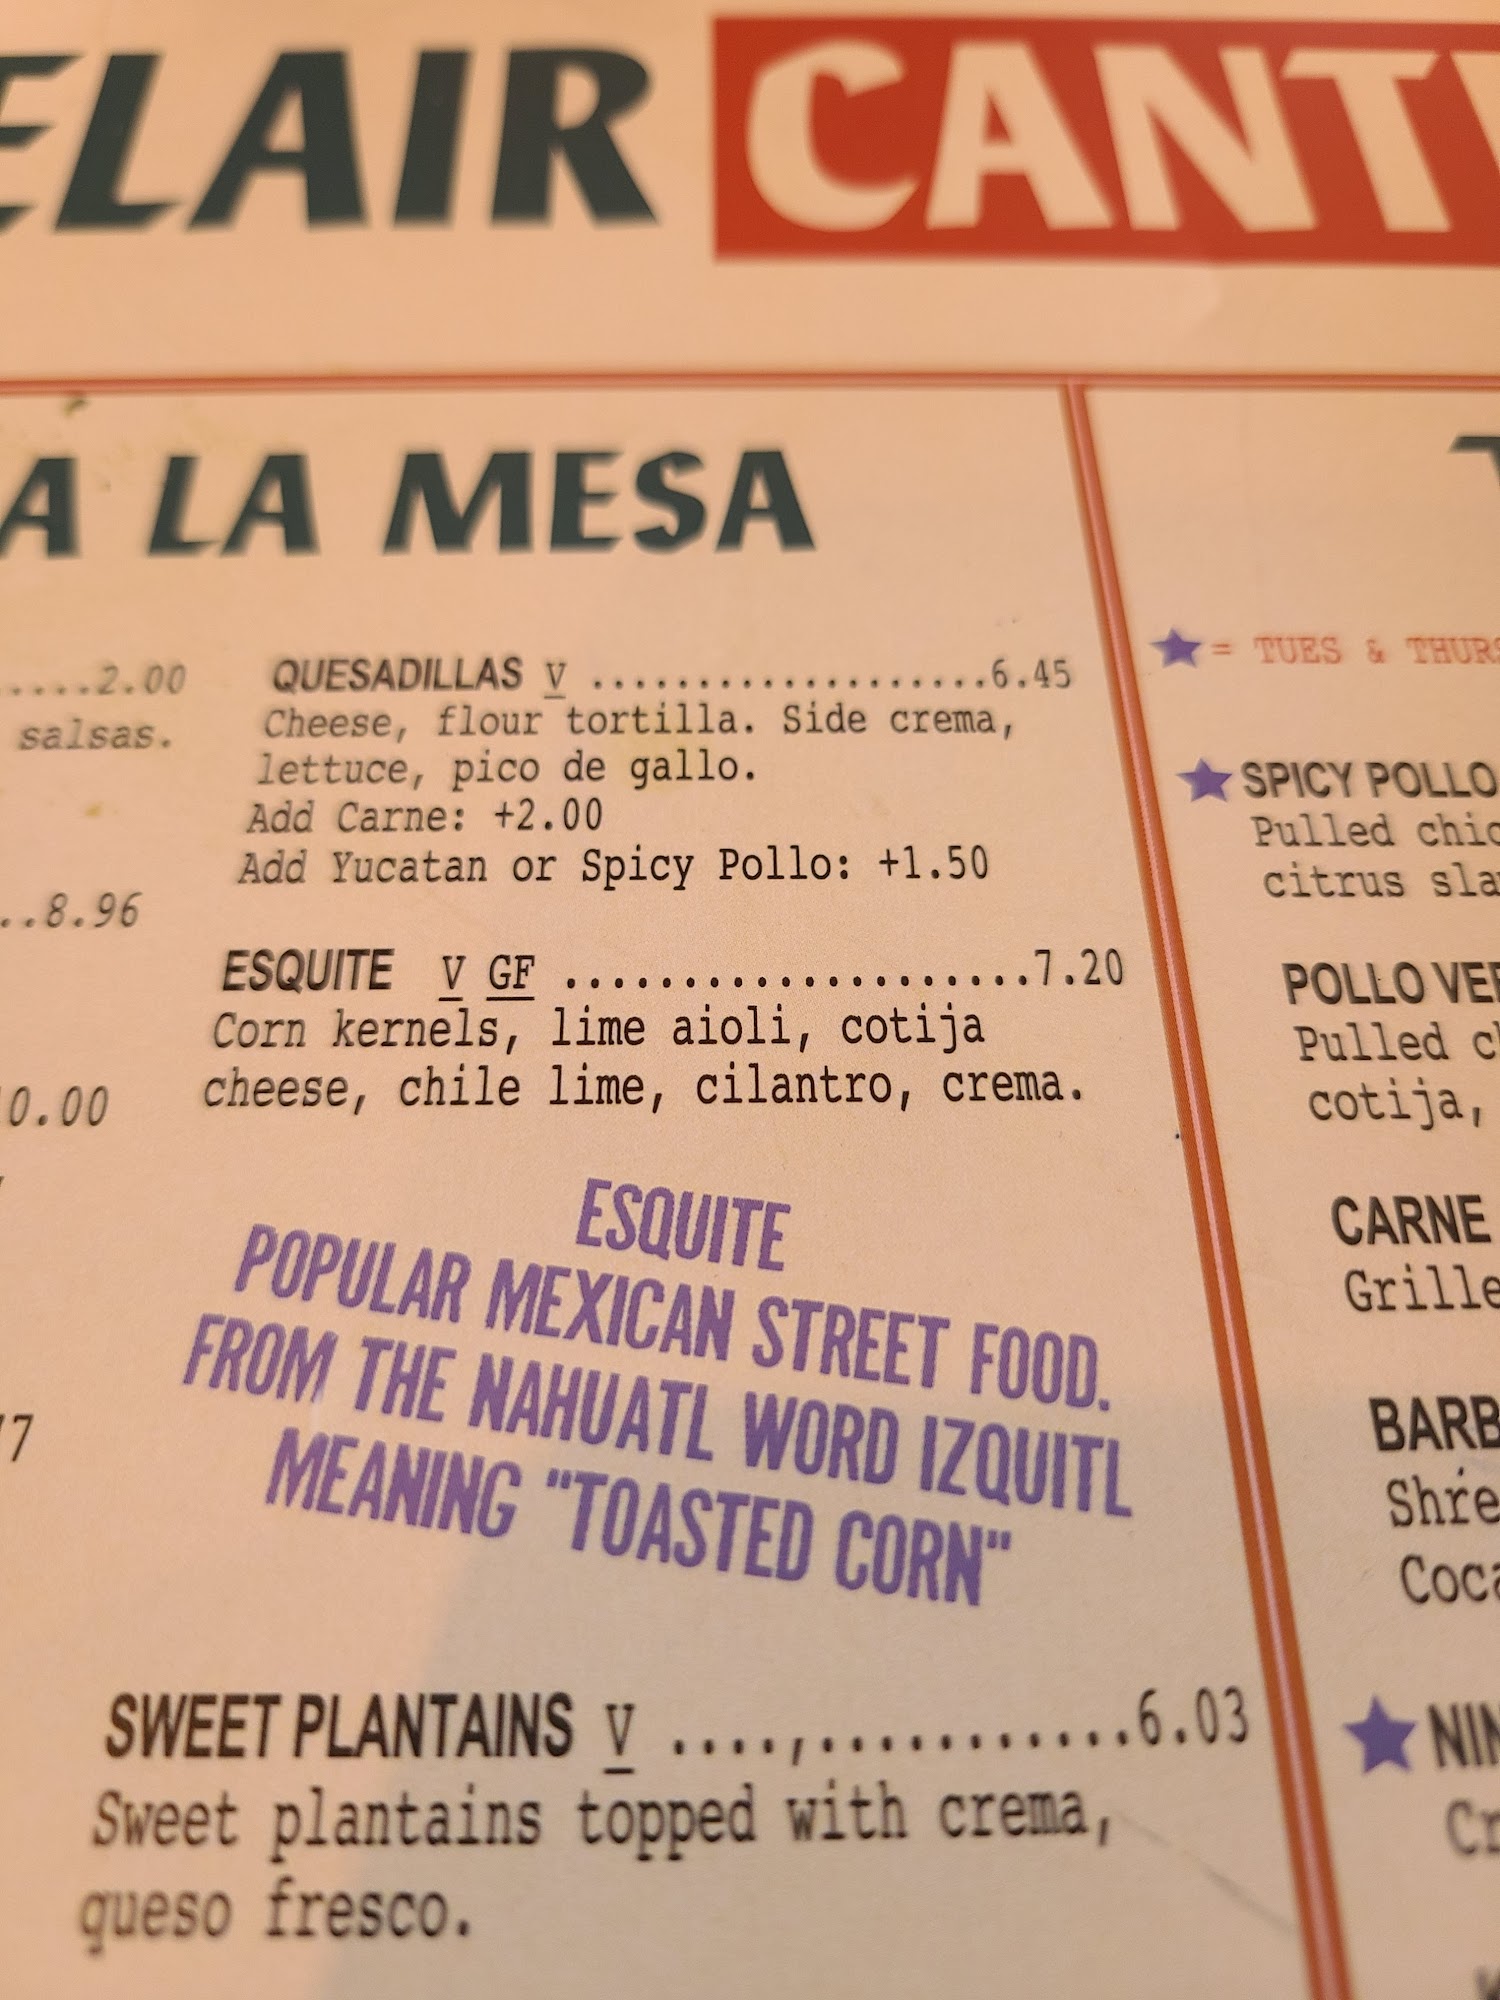 ELAIR CANT
A LA MESA
.....2.00
salsas.
..8.96
0.00
QUESADILLAS V ...................6.45
Cheese, flour tortilla. Side crema,
lettuce, pico de gallo.
Add Carne: +2.00
Add Yucatan or Spicy Pollo: +1.50
ESQUITE V GF ....................7.20
Corn kernels, lime aioli, cotija
cheese, chile lime, cilantro, crema.
ESQUITE
POPULAR MEXICAN STREET FOOD.
FROM THE NAHUATL WORD IZQUITL
MEANING "TOASTED CORN"
SWEET PLANTAINS V ....,...........6.03
Sweet plantains topped with crema,
queso fresco.
= TUES & THURS
SPICY POLLO
Pulled chic
citrus sla
POLLO VER
Pulled ch
cotija,
CARNE
Grille
BARB
Shre
Coca
NIN
Cr